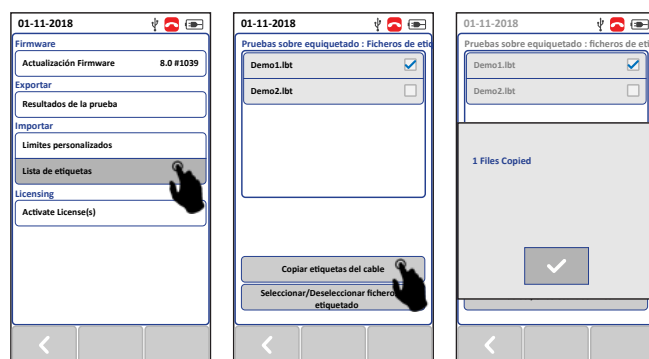 01-11-2018
Firmware
Actualización Firmware 8.0 #1039
Exportar
Resultados de la prueba
Importar
Limites personalizados
Lista de etiquetas
Licensing
Activate License(s)
01-11-2018
Pruebas sobre equiquetado : Ficheros de etiq
Demo1.lbt
Demo2.lbt
Copiar etiquetas del cable
Seleccionar/Deseleccionar fichero
etiquetado
01-11-2018
Pruebas sobre equiquetado : ficheros de eti
Demo1.lbt
Demo2.lbt
1 Files Copied